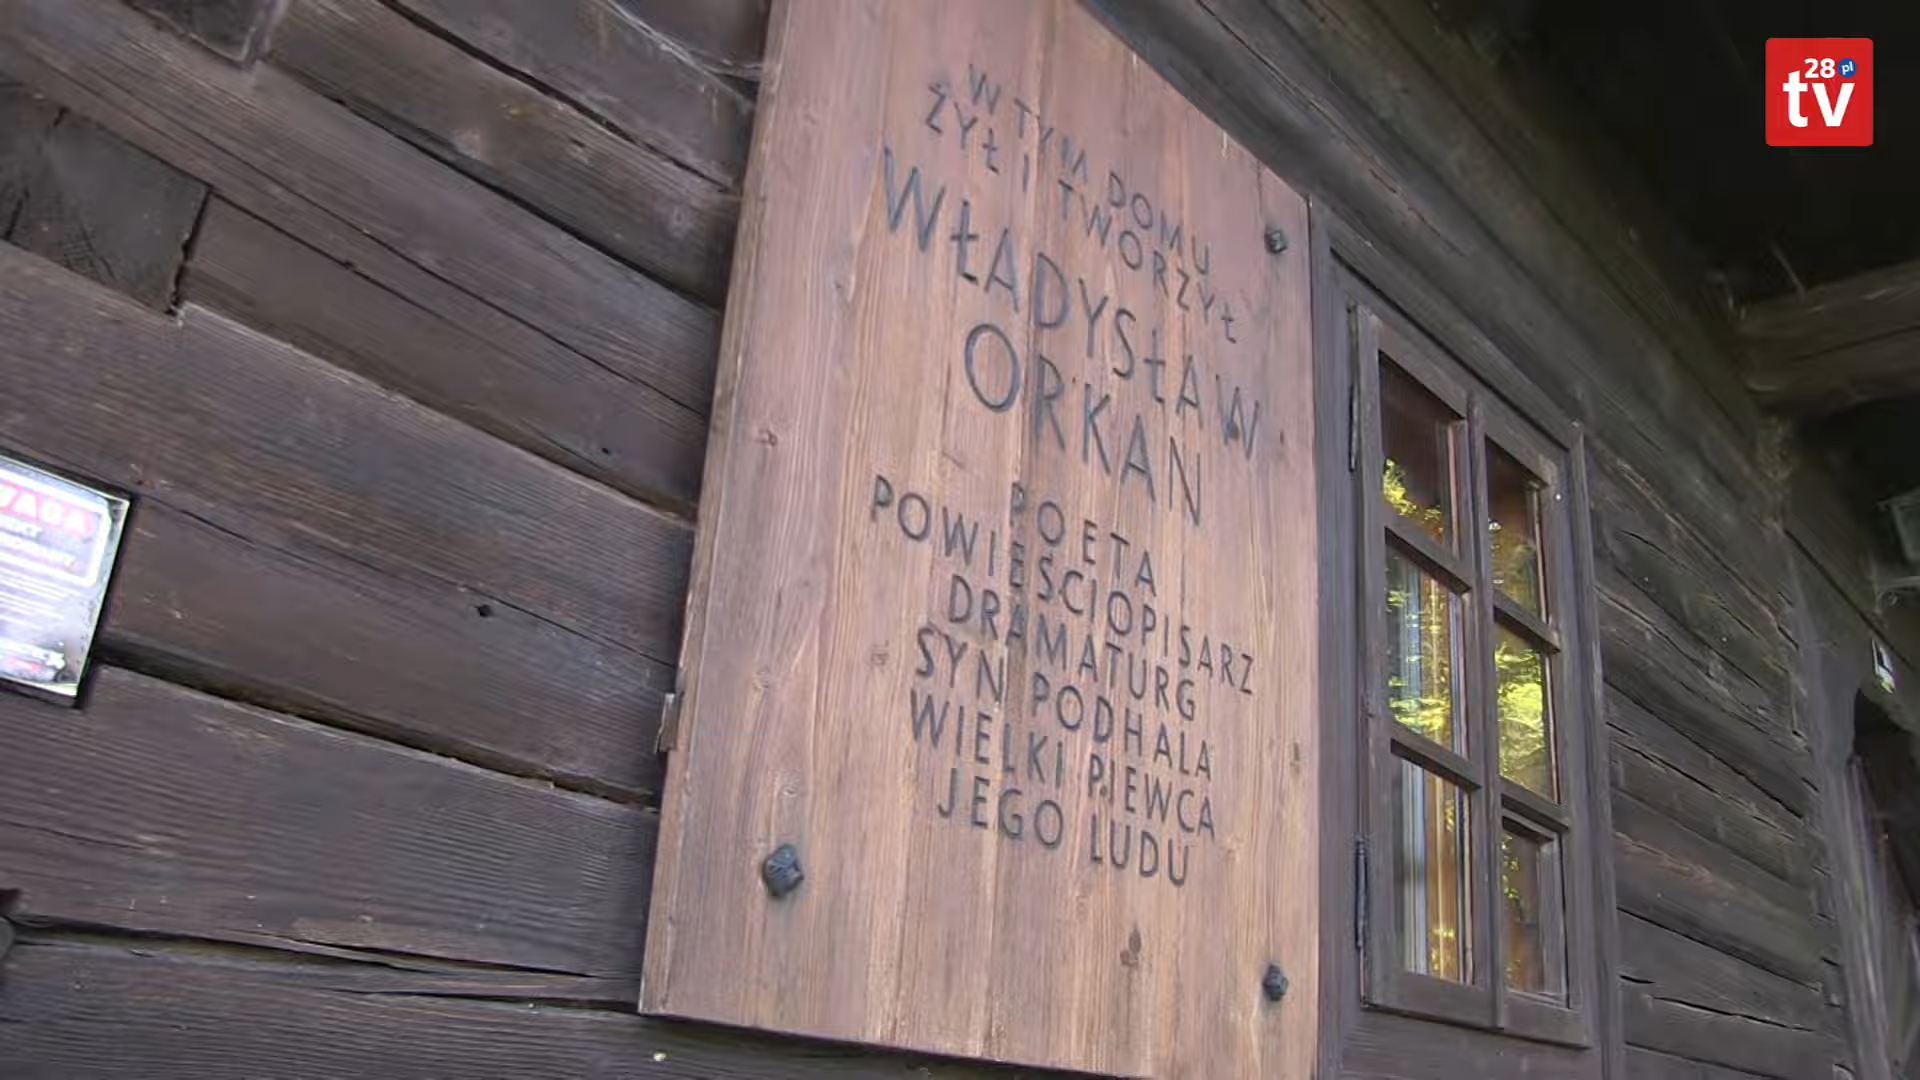 W TYM DOMU
ŻYŁ I TWORZYŁ
WŁADYSŁAW
ORKAN
POETA I
POWIEŚCIOPISARZ
DRAMATURG
SYN PODHALA
WIELKI PIEWCA
JEGO LUDU
28 pl
tv